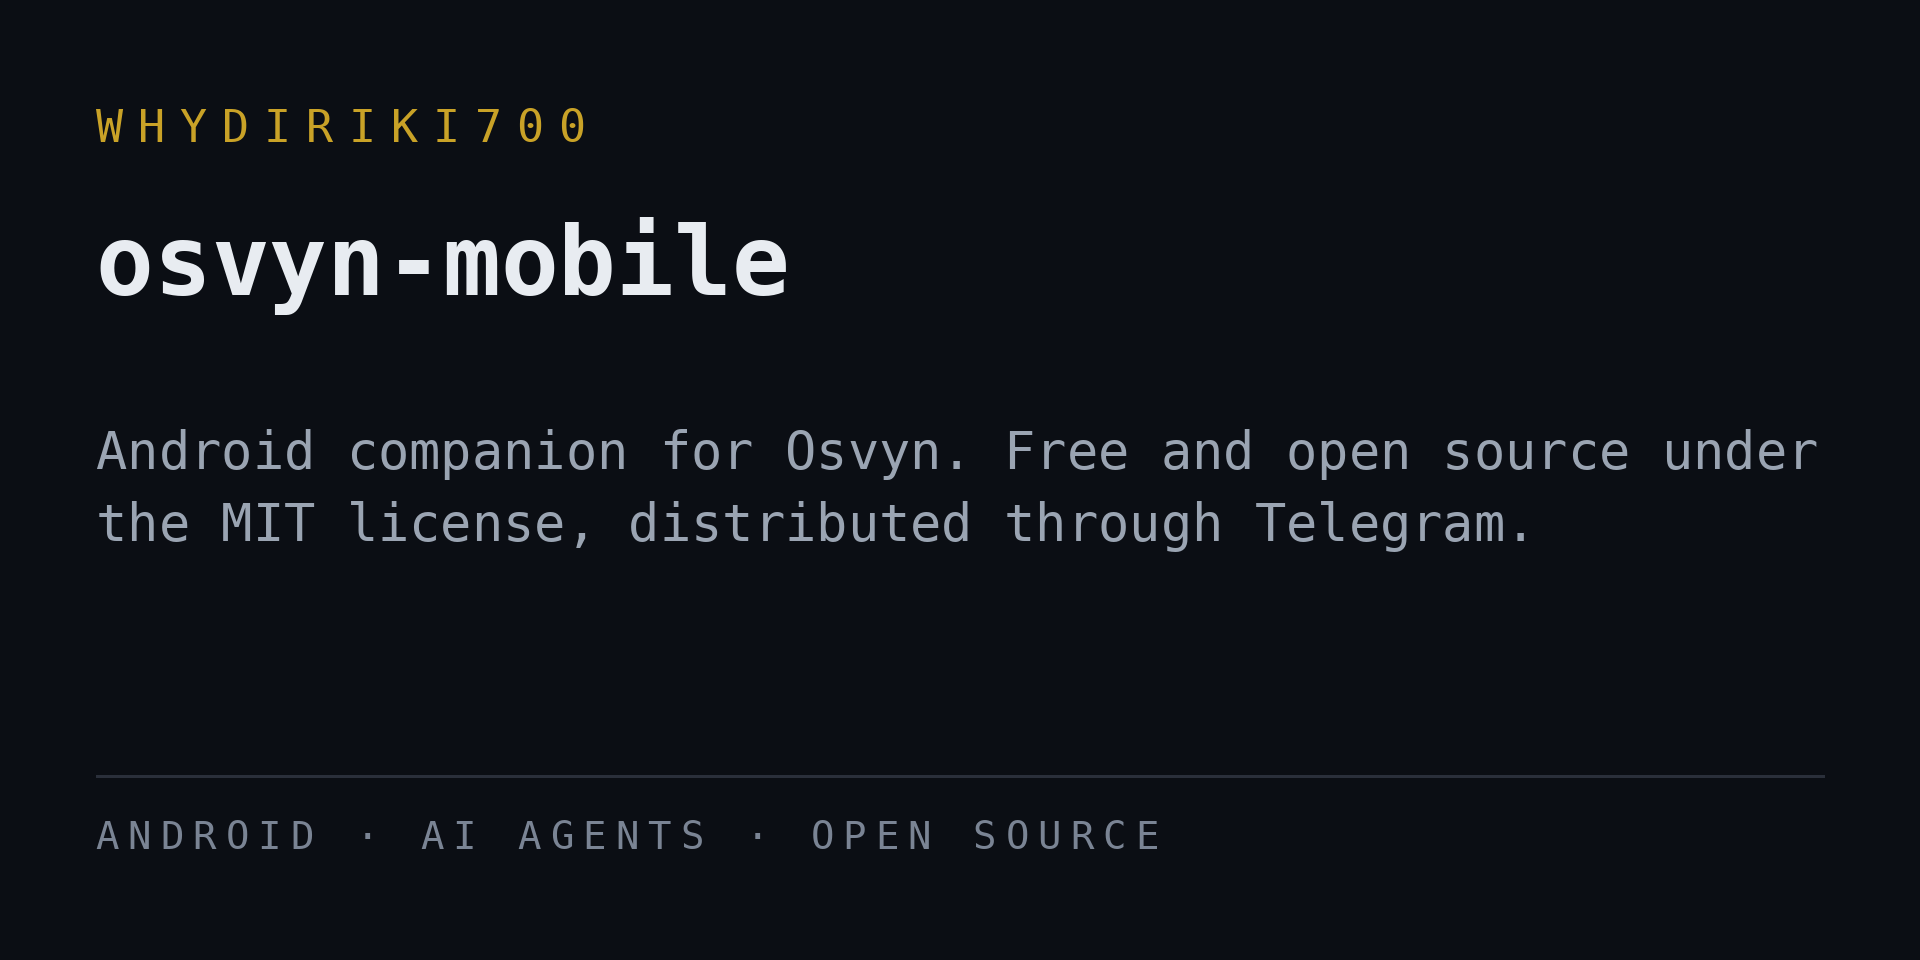 WHYDIRIKI700
osvyn-mobile
Android companion for Osvyn. Free and open source under
the MIT license, distributed through Telegram.
ANDROID · AI AGENTS · OPEN SOURCE